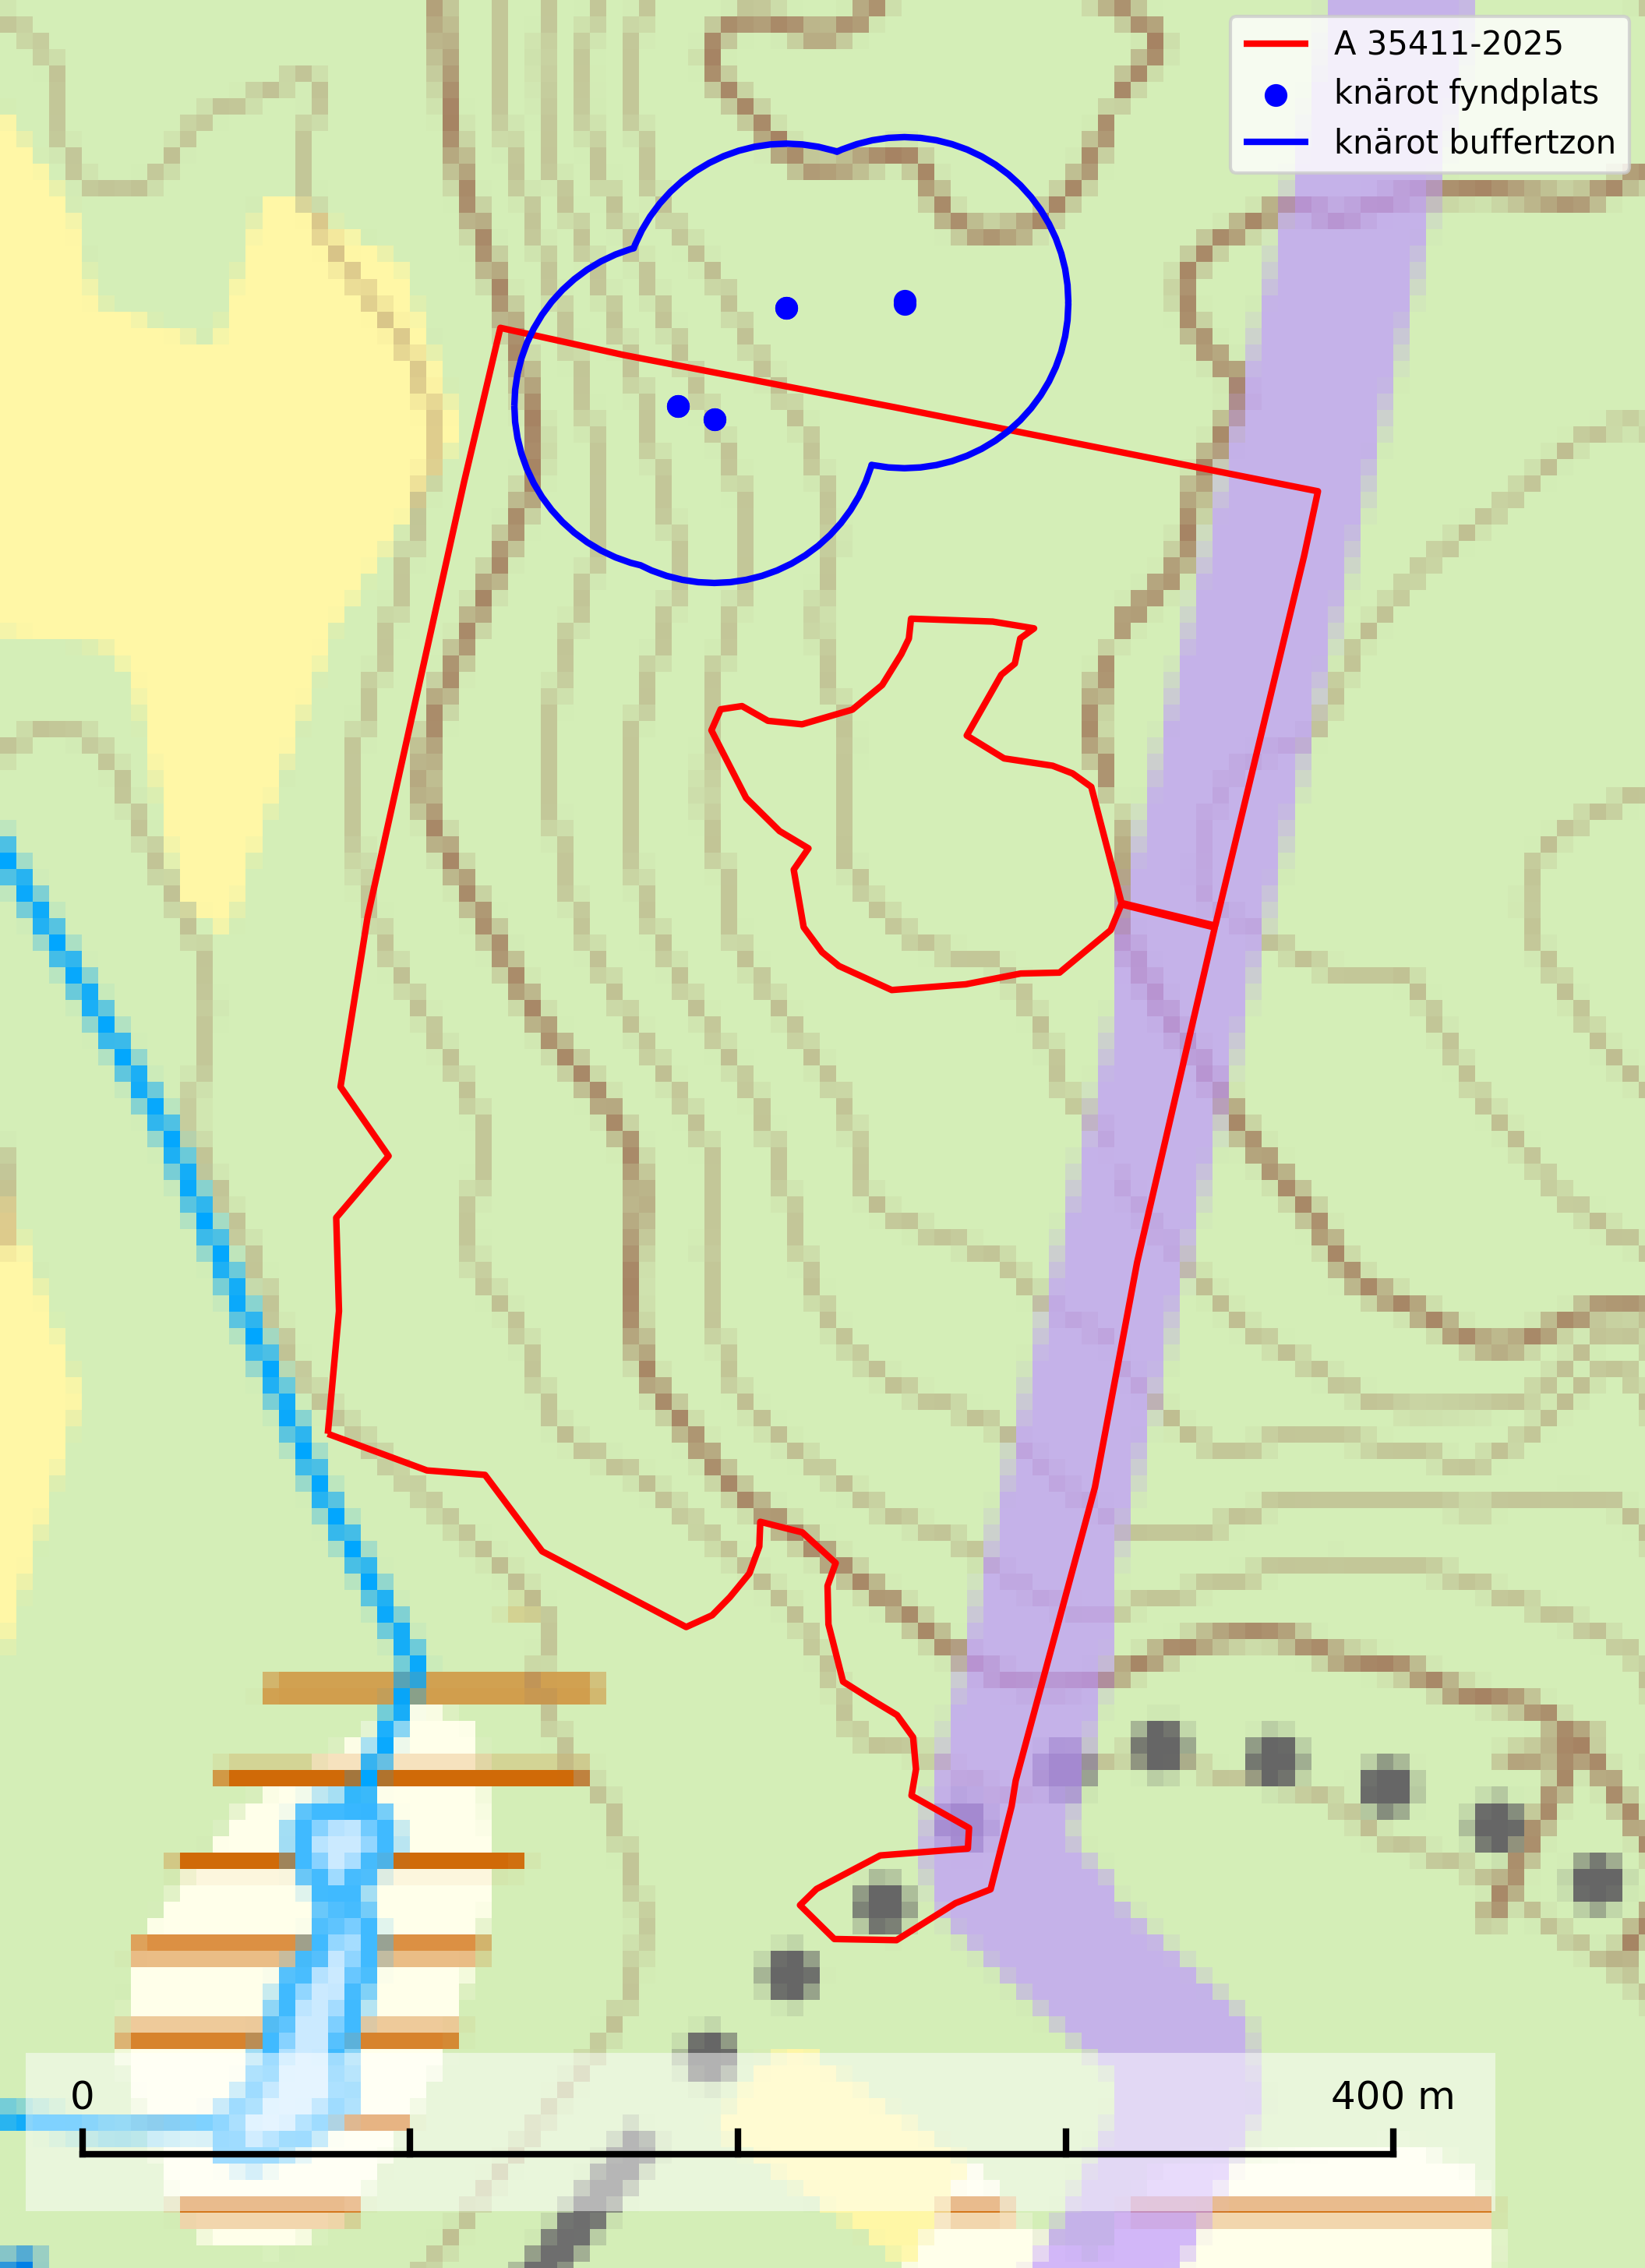 A 35411-2025
knärot fyndplats
knärot buffertzon
0
400 m